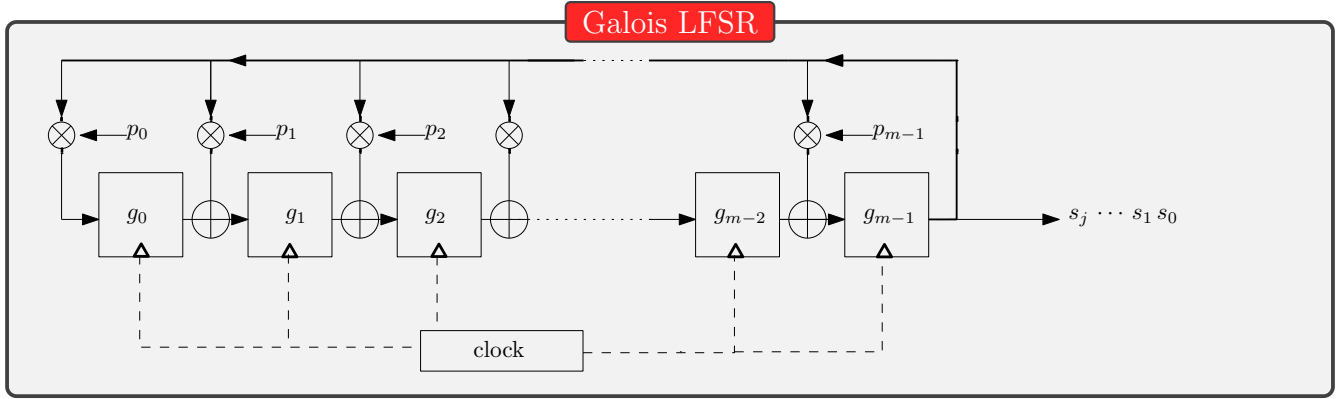 Galois LFSR
p₀ p₁ p₂ pₘ₋₁
g₀ g₁ g₂ gₘ₋₂ gₘ₋₁ sⱼ ⋯ s₁ s₀
clock